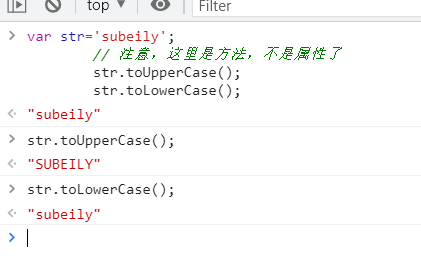 top ▼ Filter
> var str='subeily';
// 注意，这里是方法，不是属性了
str.toUpperCase();
str.toLowerCase();
"subeily"
> str.toUpperCase();
"SUBEILY"
> str.toLowerCase();
"subeily"
>